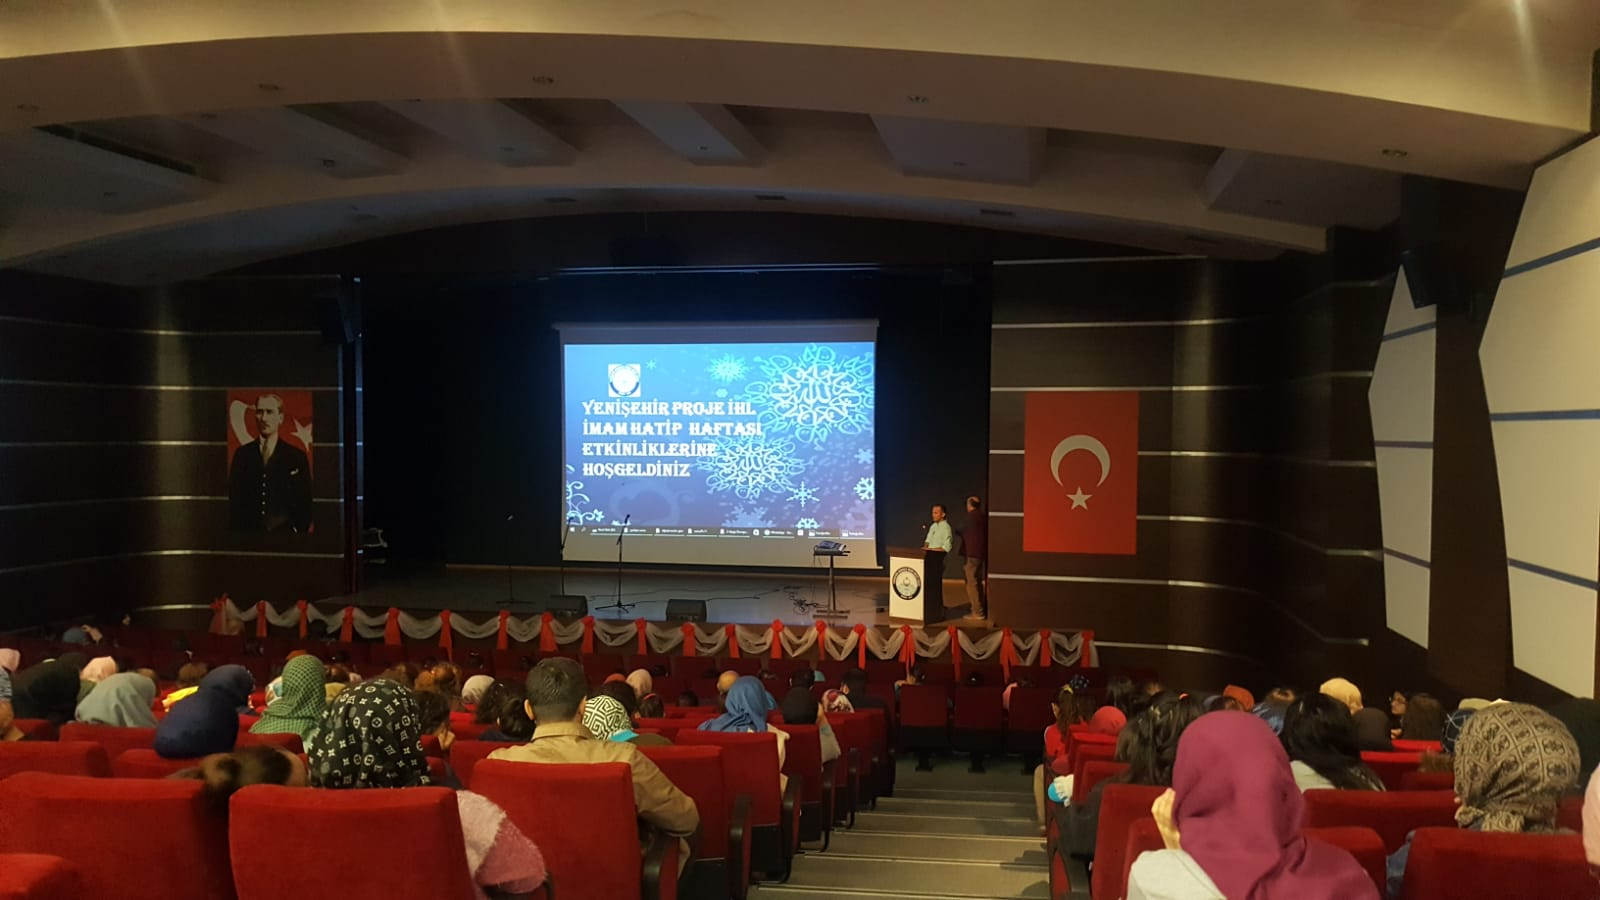 YENİŞEHİR PROJE İHL
İMAM HATİP HAFTASI
ETKİNLİKLERİNE
HOŞGELDİNİZ